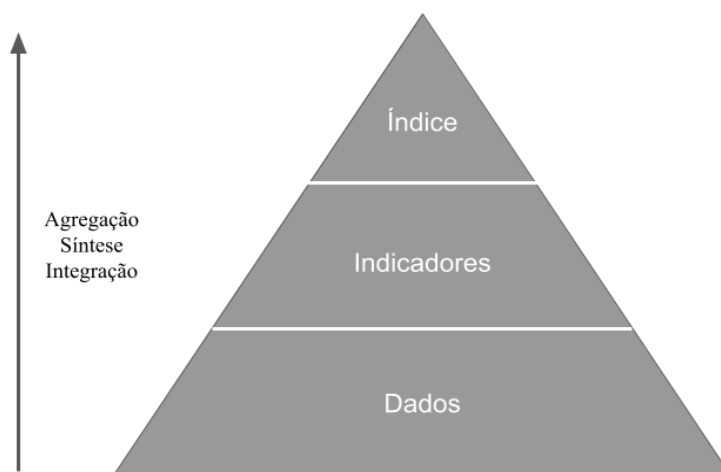 Índice
Agregação
Síntese
Integração
Indicadores
Dados